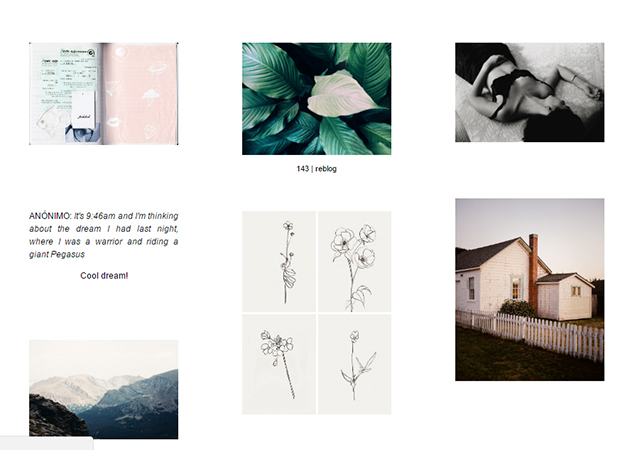 143 | reblog
ANÓNIMO: It's 9:46am and I'm thinking
about the dream I had last night,
where I was a warrior and riding a
giant Pegasus
Cool dream!